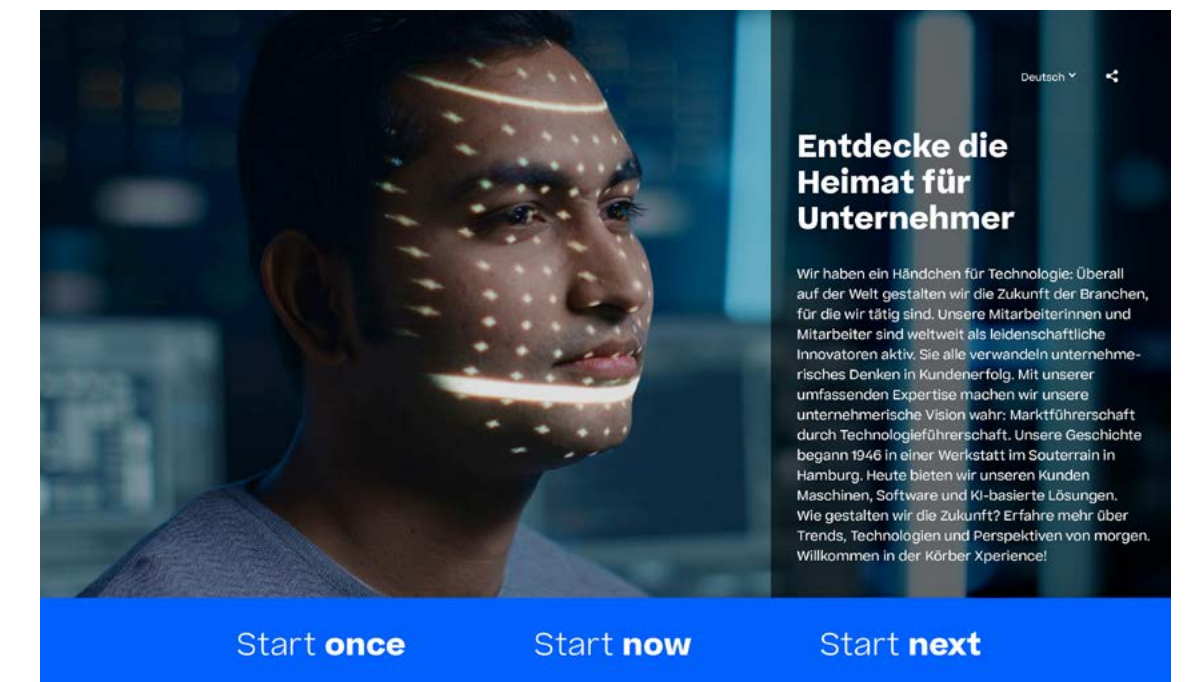 Deutsch
Entdecke die
Heimat für
Unternehmer
Wir haben ein Händchen für Technologie: Überall
auf der Welt gestalten wir die Zukunft der Branchen,
für die wir tätig sind. Unsere Mitarbeiterinnen und
Mitarbeiter sind weltweit als leidenschaftliche
Innovatoren aktiv. Sie alle verwandeln unternehme-
risches Denken in Kundenerfolg. Mit unserer
umfassenden Expertise machen wir unsere
unternehmerische Vision wahr: Marktführerschaft
durch Technologieführerschaft. Unsere Geschichte
begann 1946 in einer Werkstatt im Souterrain in
Hamburg. Heute bieten wir unseren Kunden
Maschinen, Software und KI-basierte Lösungen.
Wie gestalten wir die Zukunft? Erfahre mehr über
Trends, Technologien und Perspektiven von morgen.
Willkommen in der Körber Xperience!
Start once
Start now
Start next